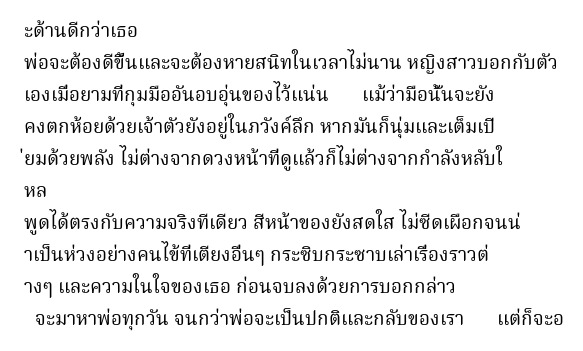 ะด้านดีกว่าเธอ
พ่อจะต้องดีขึ้นและจะต้องหายสนิทในเวลาไม่นาน หญิงสาวบอกกับตัว
เองเมื่อยามที่กุมมืออันอบอุ่นของไว้แน่น แม้ว่ามือนั้นจะยัง
คงตกห้อยด้วยเจ้าตัวยังอยู่ในภวังค์ลึก หากมันก็นุ่มและเต็มเปี
่ยมด้วยพลัง ไม่ต่างจากดวงหน้าที่ดูแล้วก็ไม่ต่างจากกำลังหลับใ
หล
พูดได้ตรงกับความจริงทีเดียว สีหน้าของยังสดใส ไม่ซีดเผือกจนน่
าเป็นห่วงอย่างคนไข้ที่เตียงอื่นๆ กระซิบกระซาบเล่าเรื่องราวต่
างๆ และความในใจของเธอ ก่อนจบลงด้วยการบอกกล่าว
จะมาหาพ่อทุกวัน จนกว่าพ่อจะเป็นปกติและกลับของเรา แต่ก็จะอ